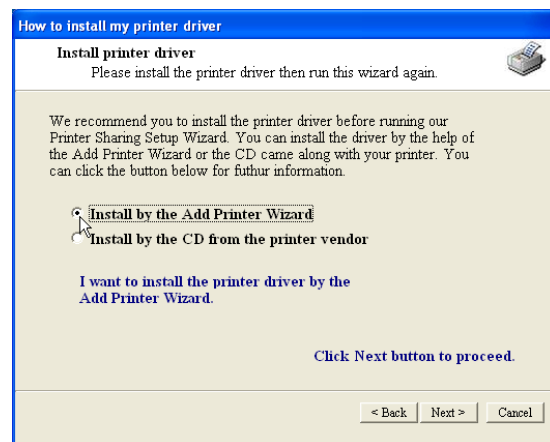 How to install my printer driver
Install printer driver
Please install the printer driver then run this wizard again.
We recommend you to install the printer driver before running our
Printer Sharing Setup Wizard. You can install the driver by the help of
the Add Printer Wizard or the CD came along with your printer. You
can click the button below for futhur information.
Install by the Add Printer Wizard
Install by the CD from the printer vendor
I want to install the printer driver by the
Add Printer Wizard.
Click Next button to proceed.
< Back Next > Cancel